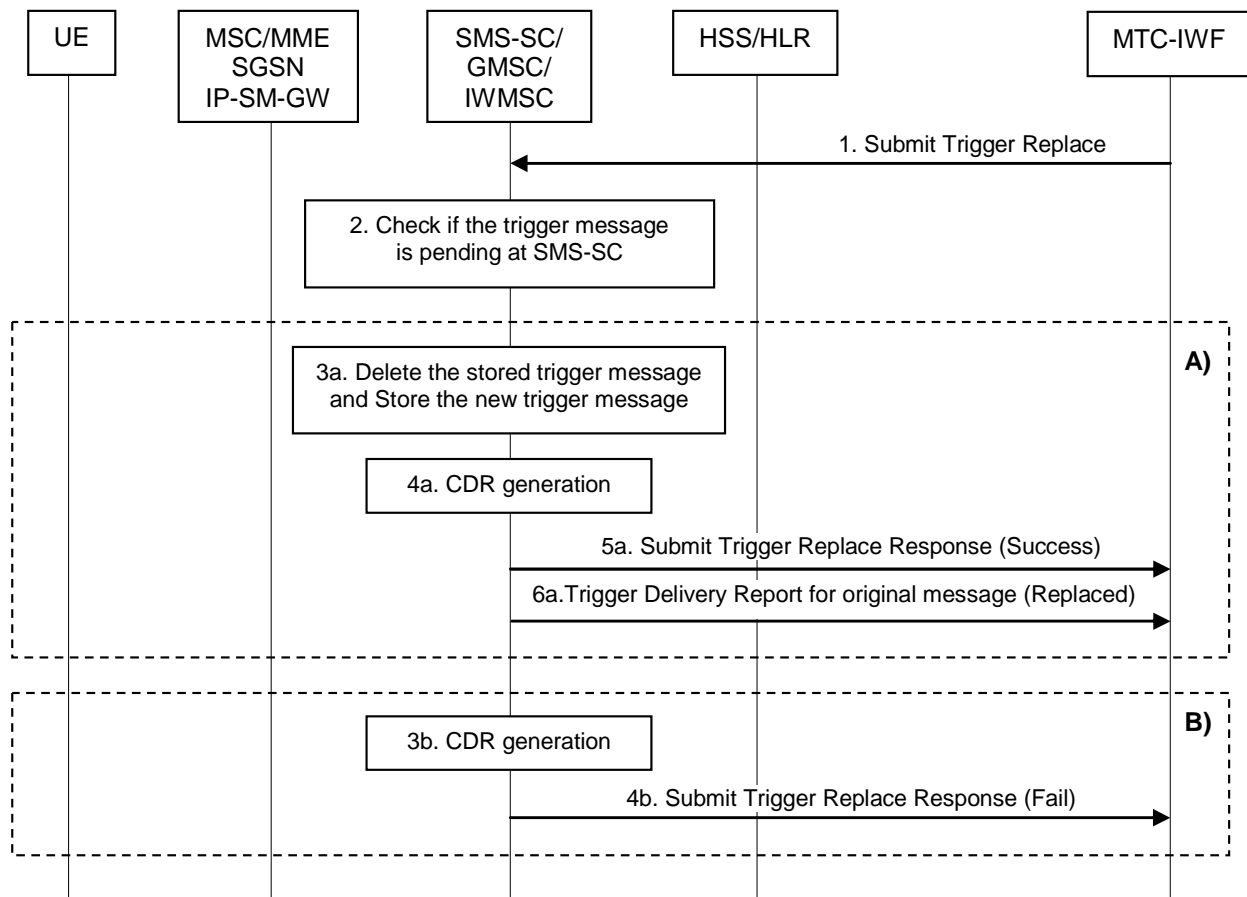 UE
MSC/MME
SGSN
IP-SM-GW
SMS-SC/
GMSC/
IWMSC
HSS/HLR
MTC-IWF
1. Submit Trigger Replace
2. Check if the trigger message
is pending at SMS-SC
A)
3a. Delete the stored trigger message
and Store the new trigger message
4a. CDR generation
5a. Submit Trigger Replace Response (Success)
6a.Trigger Delivery Report for original message (Replaced)
B)
3b. CDR generation
4b. Submit Trigger Replace Response (Fail)